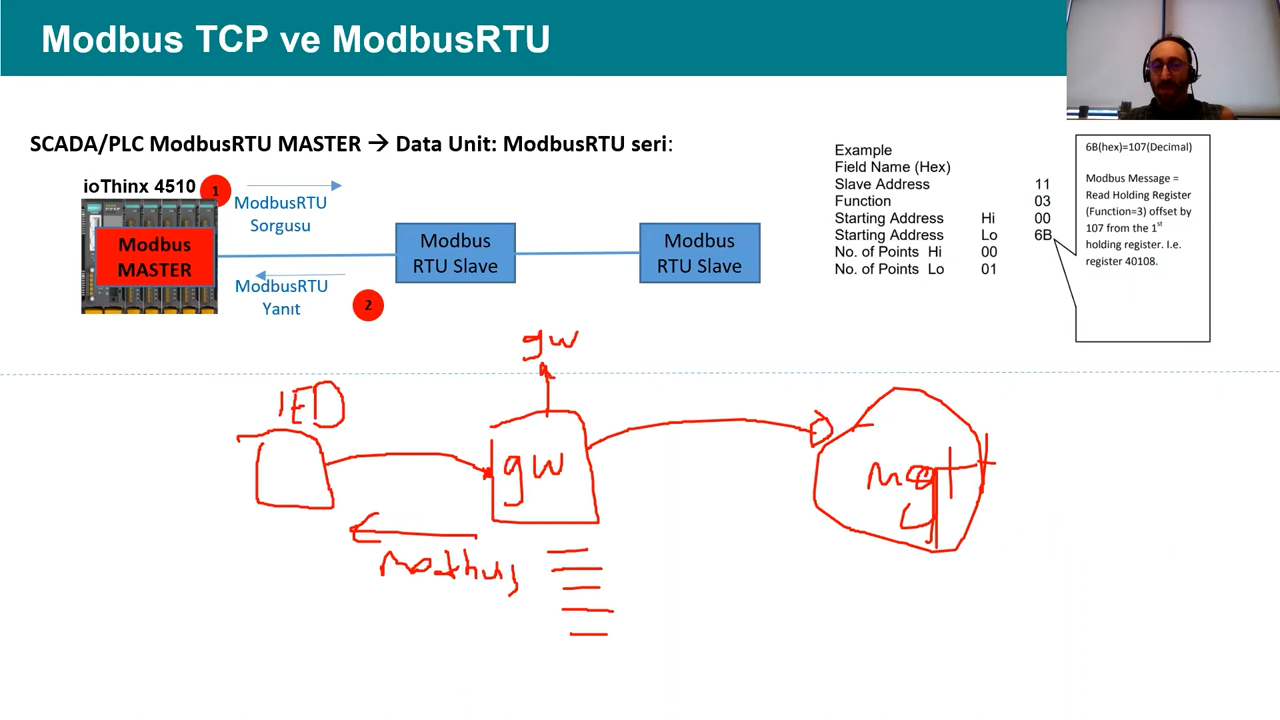 Modbus TCP ve ModbusRTU
SCADA/PLC ModbusRTU MASTER → Data Unit: ModbusRTU seri:
ioThinx 4510
1
ModbusRTU
Sorgusu
Modbus
MASTER
Modbus
RTU Slave
Modbus
RTU Slave
ModbusRTU
Yanıt
2
Example
Field Name (Hex)
Slave Address 11
Function 03
Starting Address Hi 00
Starting Address Lo 6B
No. of Points Hi 00
No. of Points Lo 01
6B(hex)=107(Decimal)
Modbus Message =
Read Holding Register
(Function=3) offset by
107 from the 1st
holding register. I.e.
register 40108.
gw
IED
gw
Modbus